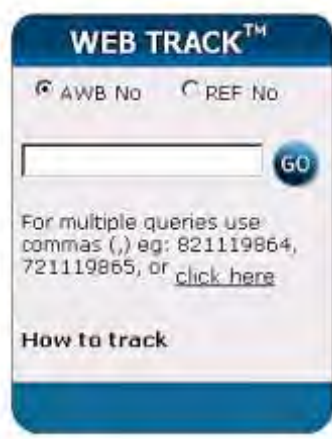 WEB TRACK™
AWB No REF No
GO
For multiple queries use
commas (,) eg: 821119864,
721119865, or click here
How to track